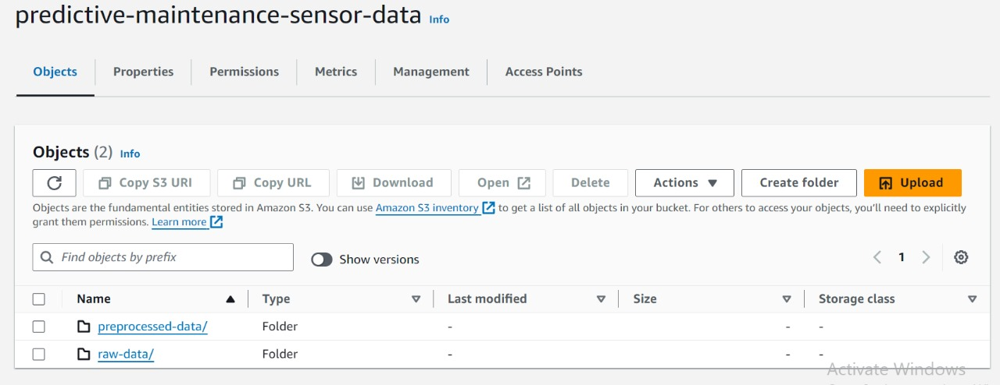 predictive-maintenance-sensor-data Info
Objects Properties Permissions Metrics Management Access Points
Objects (2) Info
Copy S3 URI Copy URL Download Open Delete Actions Create folder Upload
Objects are the fundamental entities stored in Amazon S3. You can use Amazon S3 inventory to get a list of all objects in your bucket. For others to access your objects, you'll need to explicitly
grant them permissions. Learn more
Find objects by prefix Show versions 1
Name Type Last modified Size Storage class
preprocessed-data/ Folder - - -
raw-data/ Folder - - -
Activate Windows